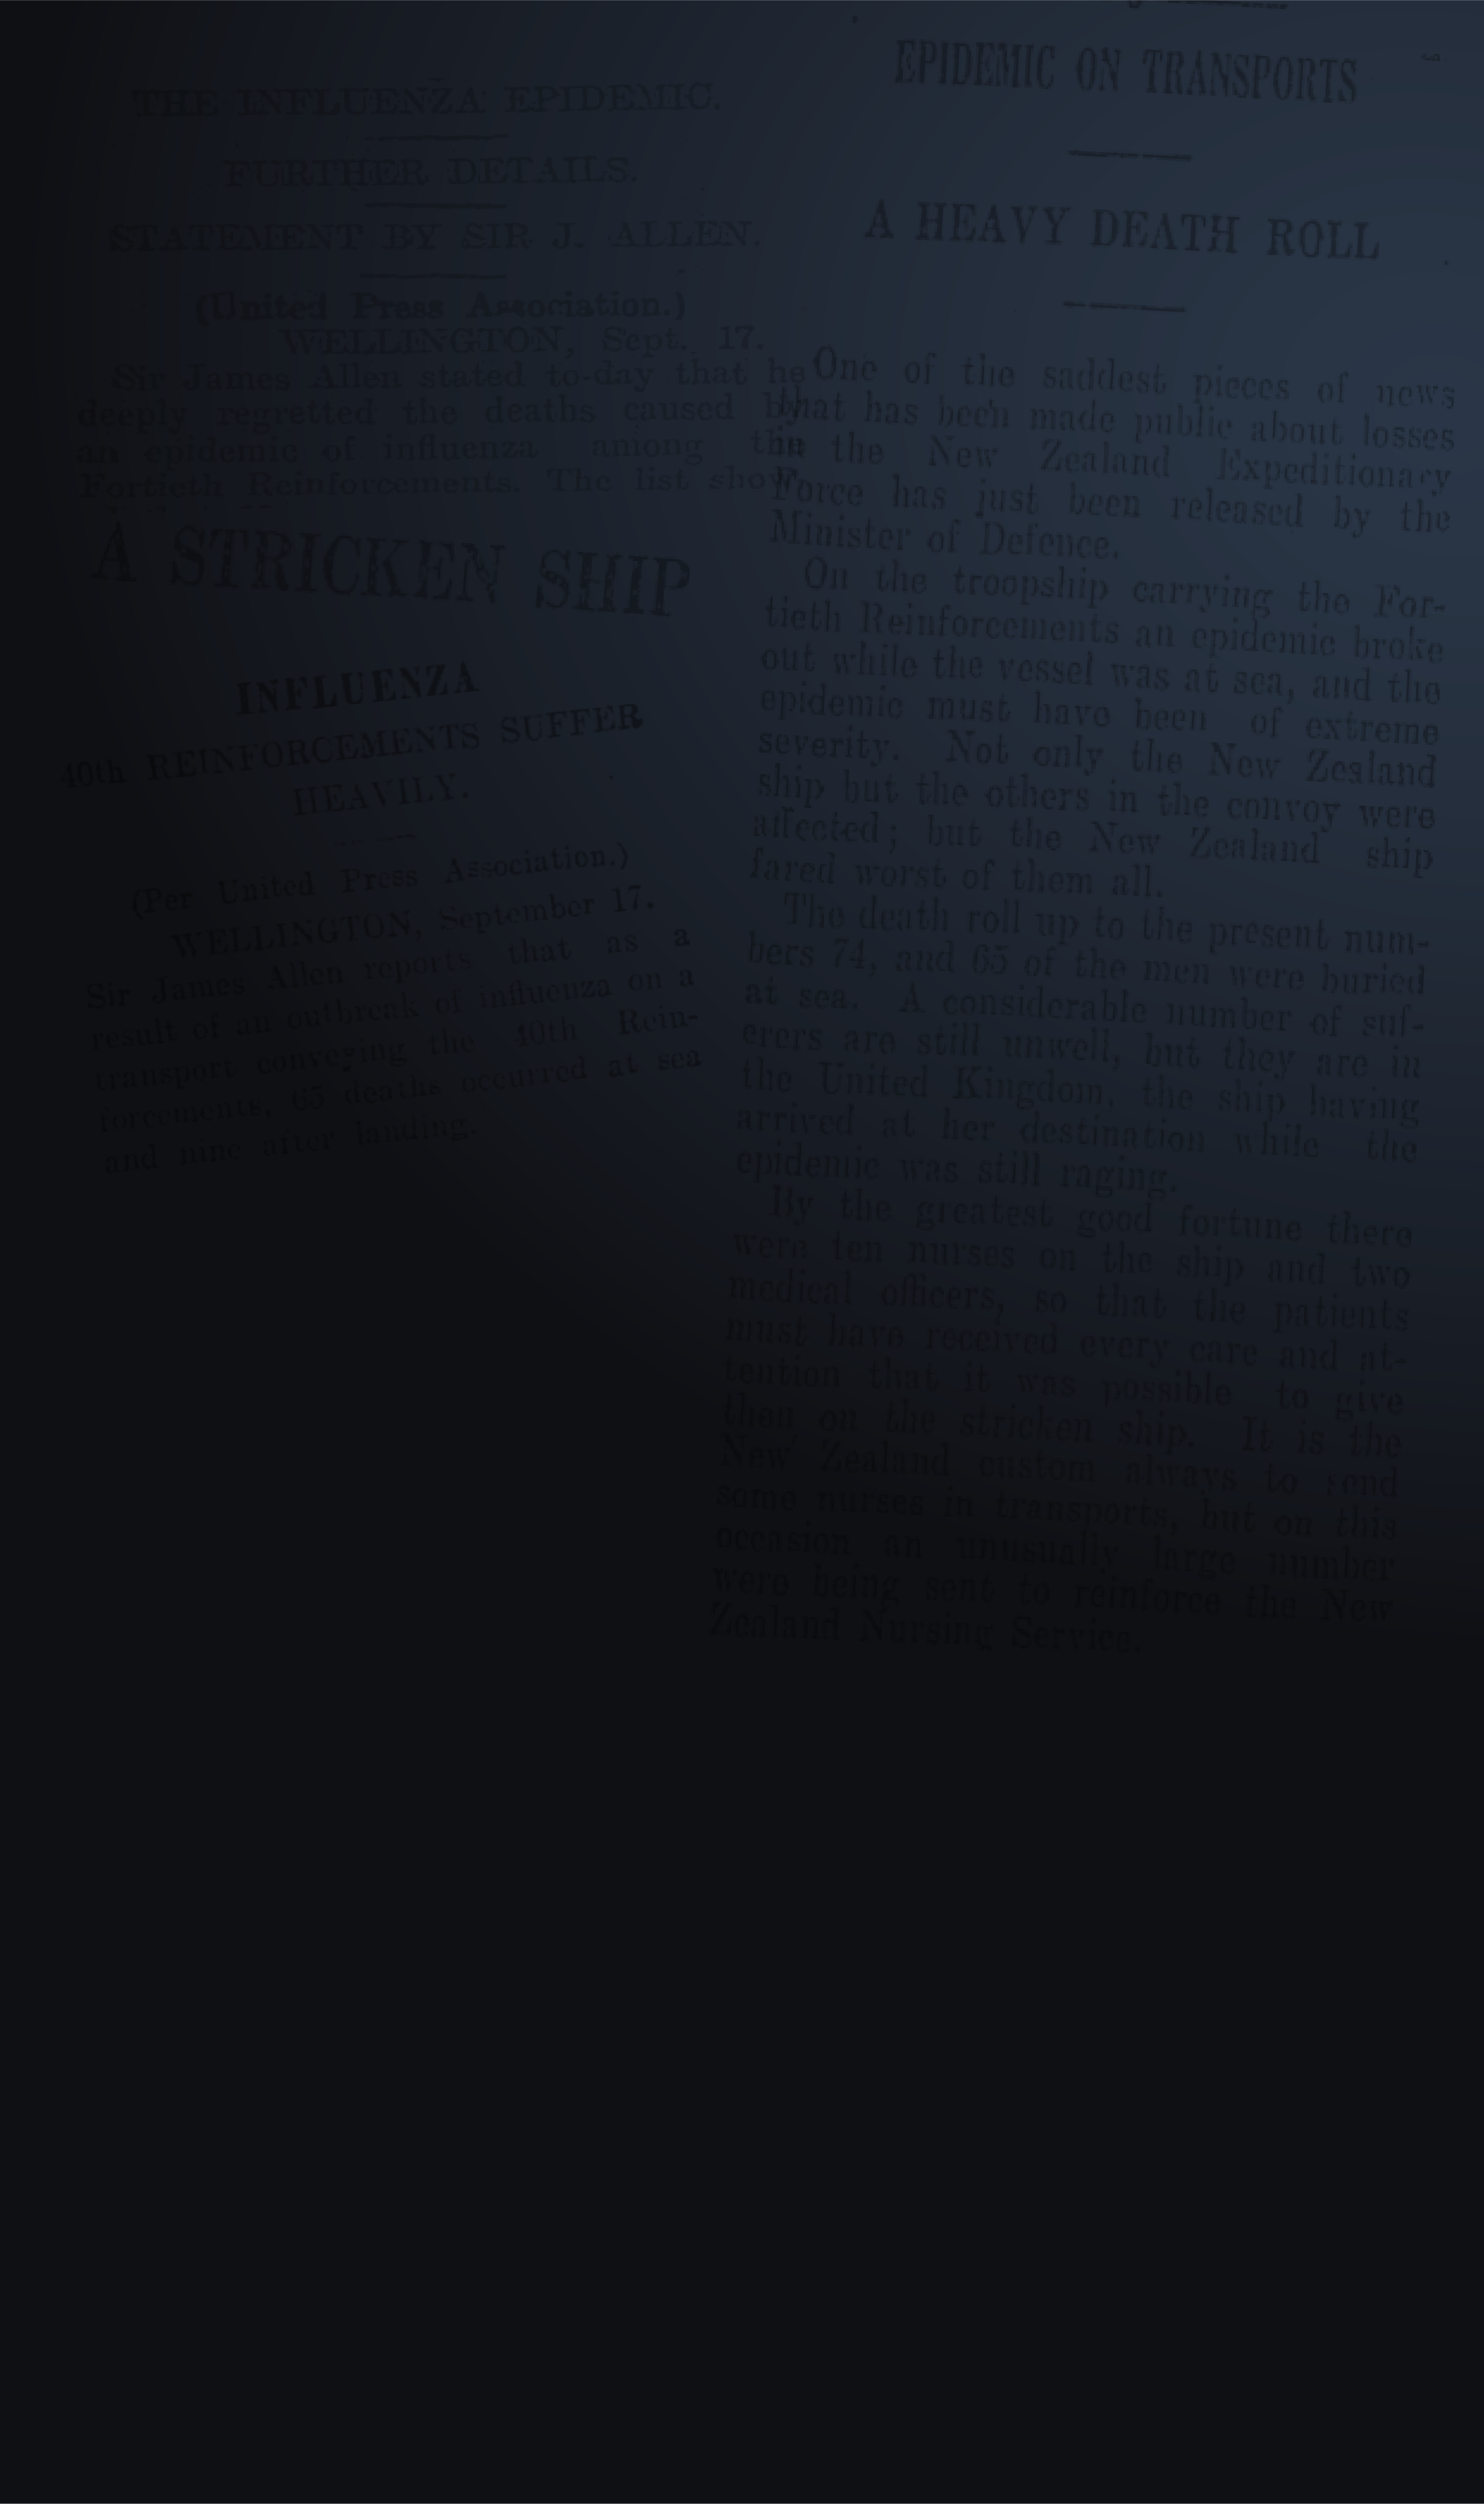 THE INFLUENZA EPIDEMIC.
FURTHER DETAILS.
STATEMENT BY SIR J. ALLEN.
(United Press Association.)
WELLINGTON, Sept. 17.
Sir James Allen stated to-day that he
deeply regretted the deaths caused by
an epidemic of influenza among the
Fortieth Reinforcements. The list shows
A STRICKEN SHIP
INFLUENZA
40th REINFORCEMENTS SUFFER
HEAVILY.
(Per United Press Association.)
WELLINGTON, September 17.
Sir James Allen reports that as a
result of an outbreak of influenza on a
transport conveying the 40th Rein-
forcements, 65 deaths occurred at sea
and nine after landing.
EPIDEMIC ON TRANSPORTS
A HEAVY DEATH ROLL
One of the saddest pieces of news
that has been made public about losses
in the New Zealand Expeditionary
Force has just been released by the
Minister of Defence.
On the troopship carrying the For-
tieth Reinforcements an epidemic broke
out while the vessel was at sea, and the
epidemic must have been of extreme
severity. Not only the New Zealand
ship but the others in the convoy were
affected; but the New Zealand ship
fared worst of them all.
The death roll up to the present num-
bers 74, and 65 of the men were buried
at sea. A considerable number of suf-
erers are still unwell, but they are in
the United Kingdom, the ship having
arrived at her destination while the
epidemic was still raging.
By the greatest good fortune there
were ten nurses on the ship and two
medical officers, so that the patients
must have received every care and at-
tention that it was possible to give
then on the stricken ship. It is the
New Zealand custom always to send
some nurses in transports, but on this
occasion an unusually large number
were being sent to reinforce the New
Zealand Nursing Service.